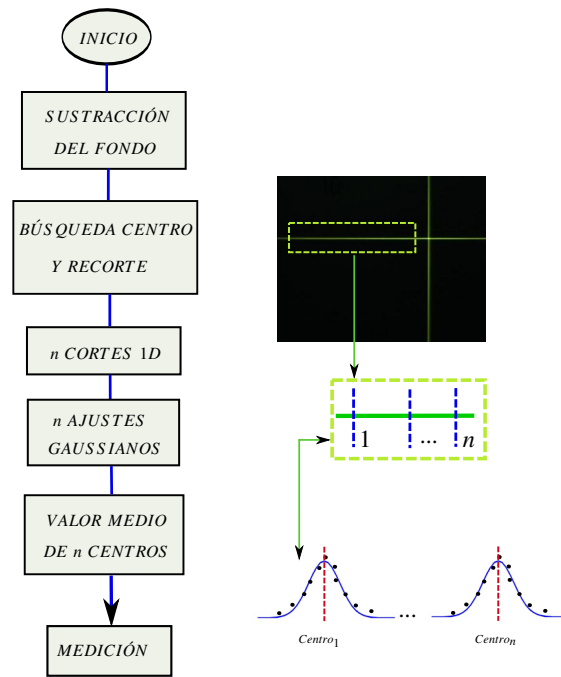 INICIO
SUSTRACCIÓN
DEL FONDO
BÚSQUEDA CENTRO
Y RECORTE
n CORTES 1D
n AJUSTES
GAUSSIANOS
VALOR MEDIO
DE n CENTROS
MEDICIÓN
1 ... n
...
Centro1
Centron